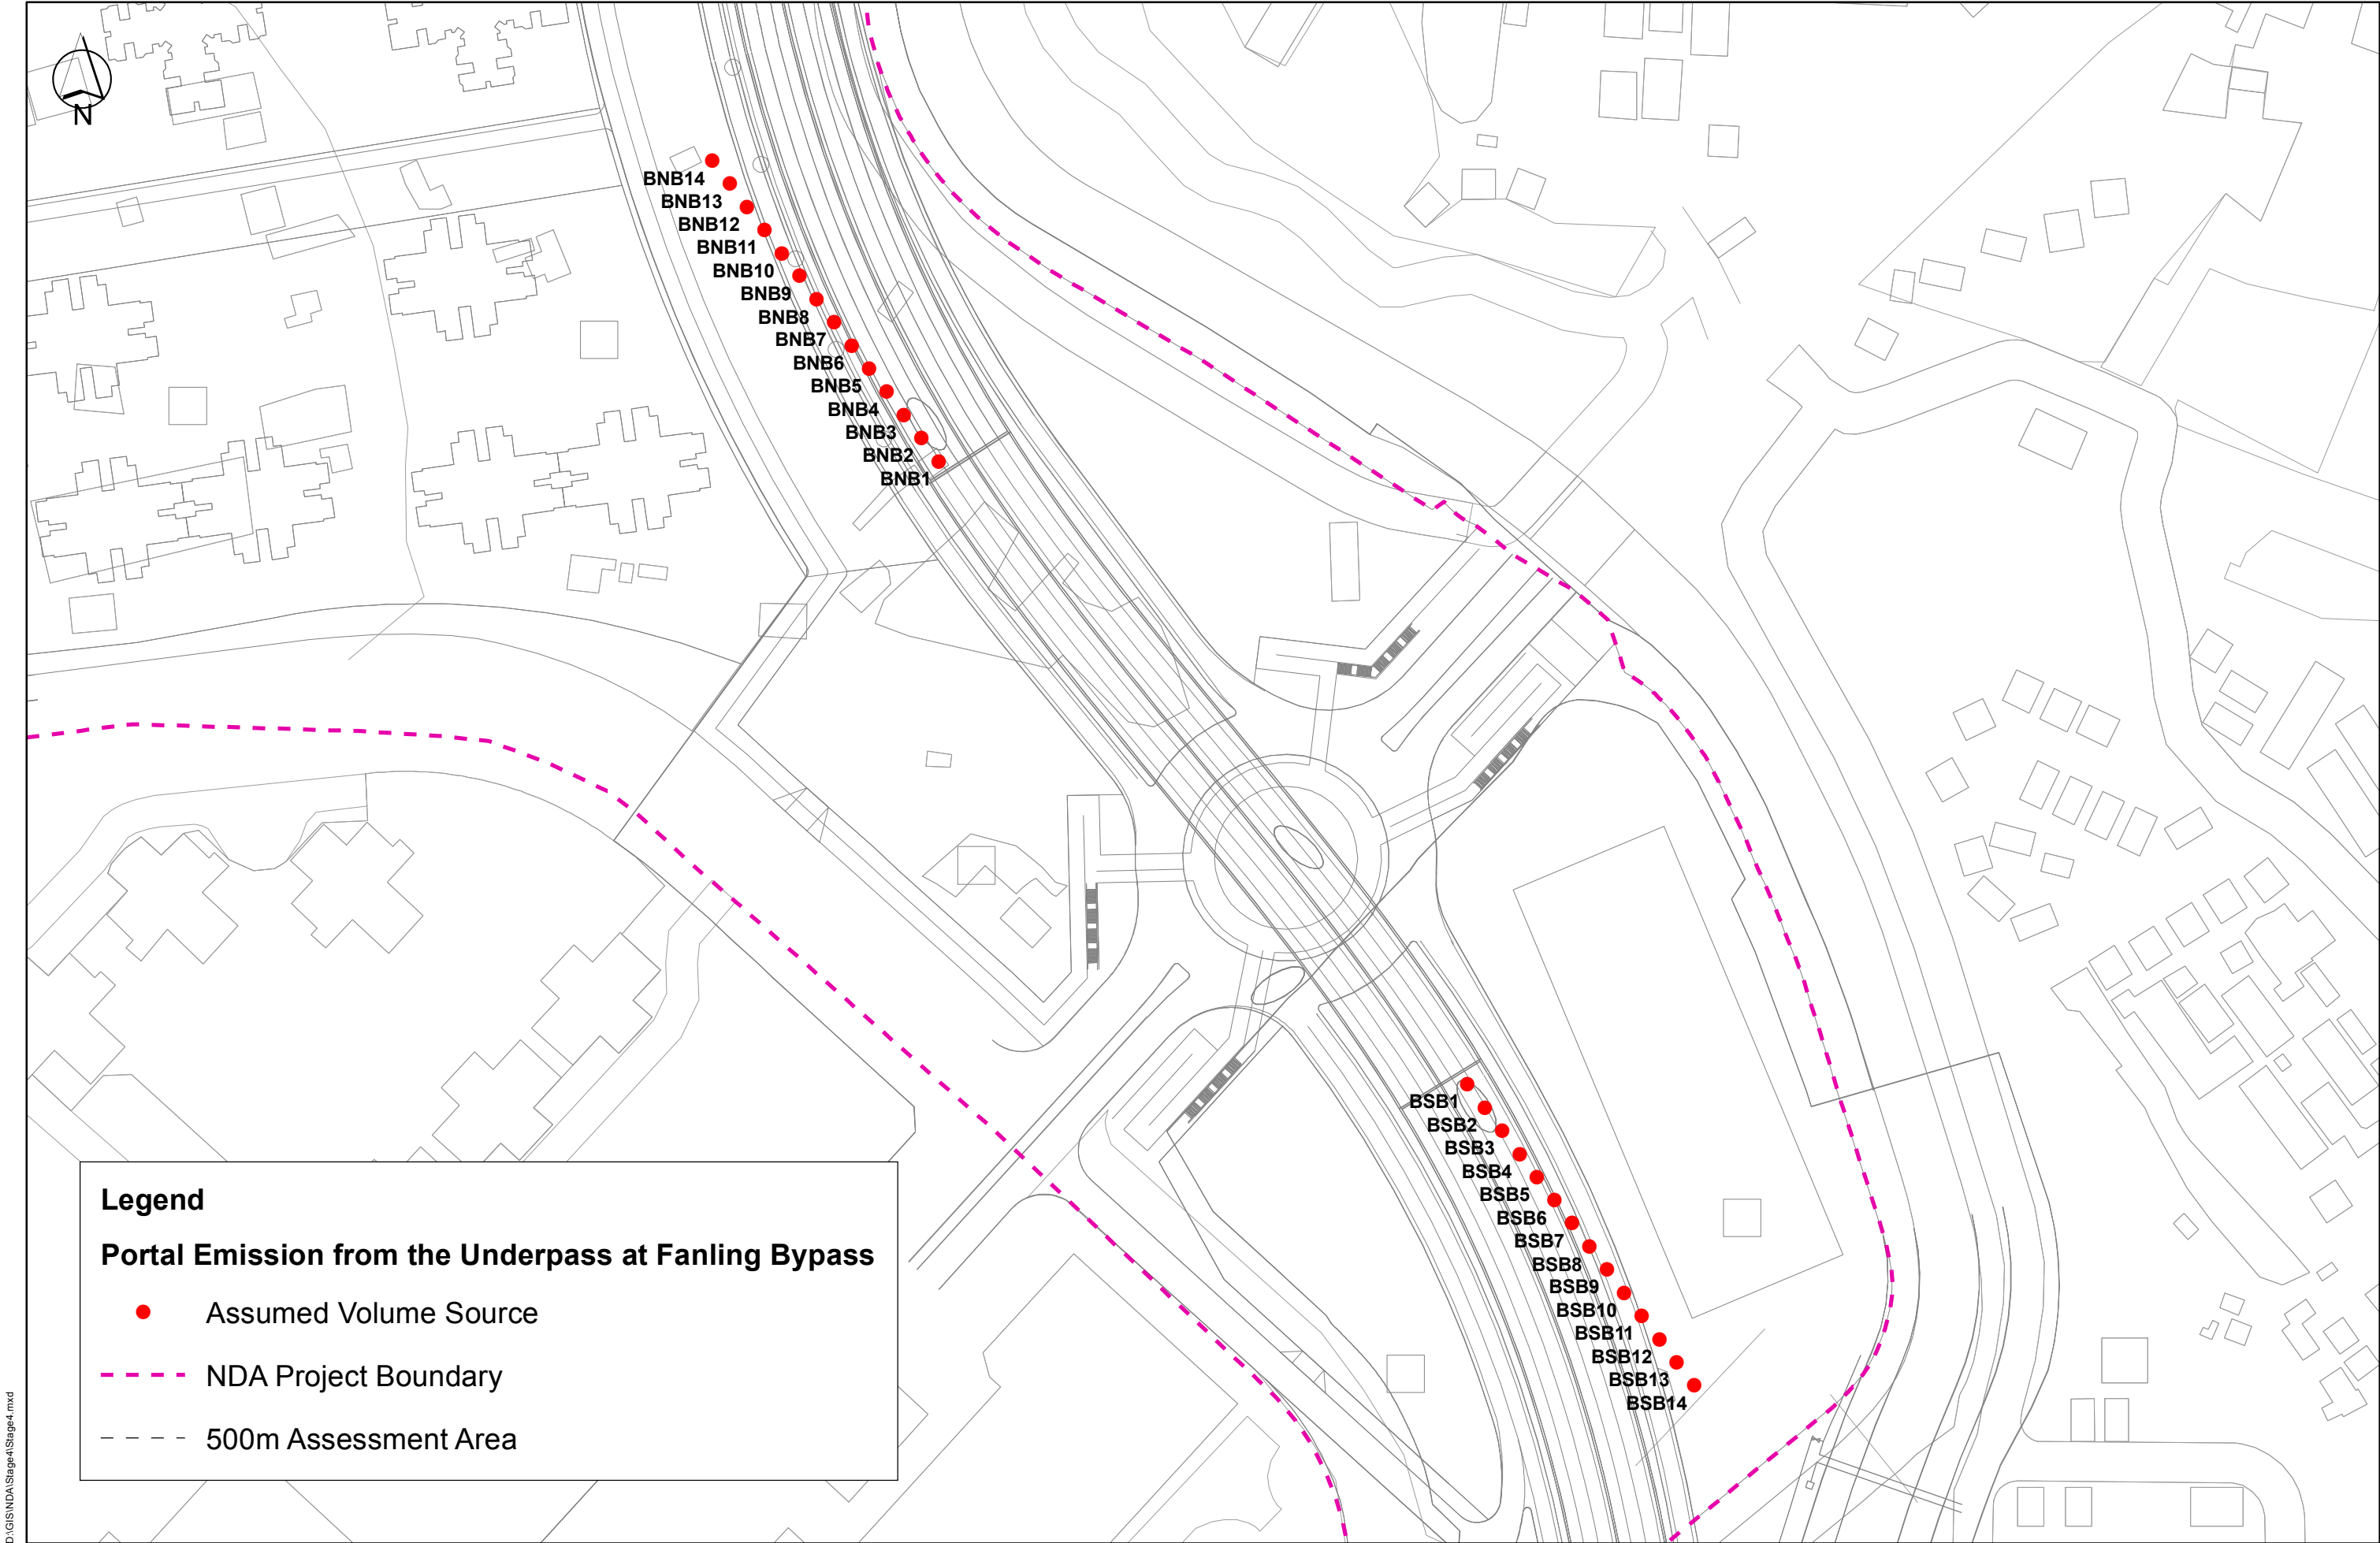 N
BNB14
BNB13
BNB12
BNB11
BNB10
BNB9
BNB8
BNB7
BNB6
BNB5
BNB4
BNB3
BNB2
BNB1
BSB1
BSB2
BSB3
BSB4
BSB5
BSB6
BSB7
BSB8
BSB9
BSB10
BSB11
BSB12
BSB13
BSB14
Legend
Portal Emission from the Underpass at Fanling Bypass
Assumed Volume Source
NDA Project Boundary
500m Assessment Area
D:\GIS\NDA\Stage4\Stage4.mxd